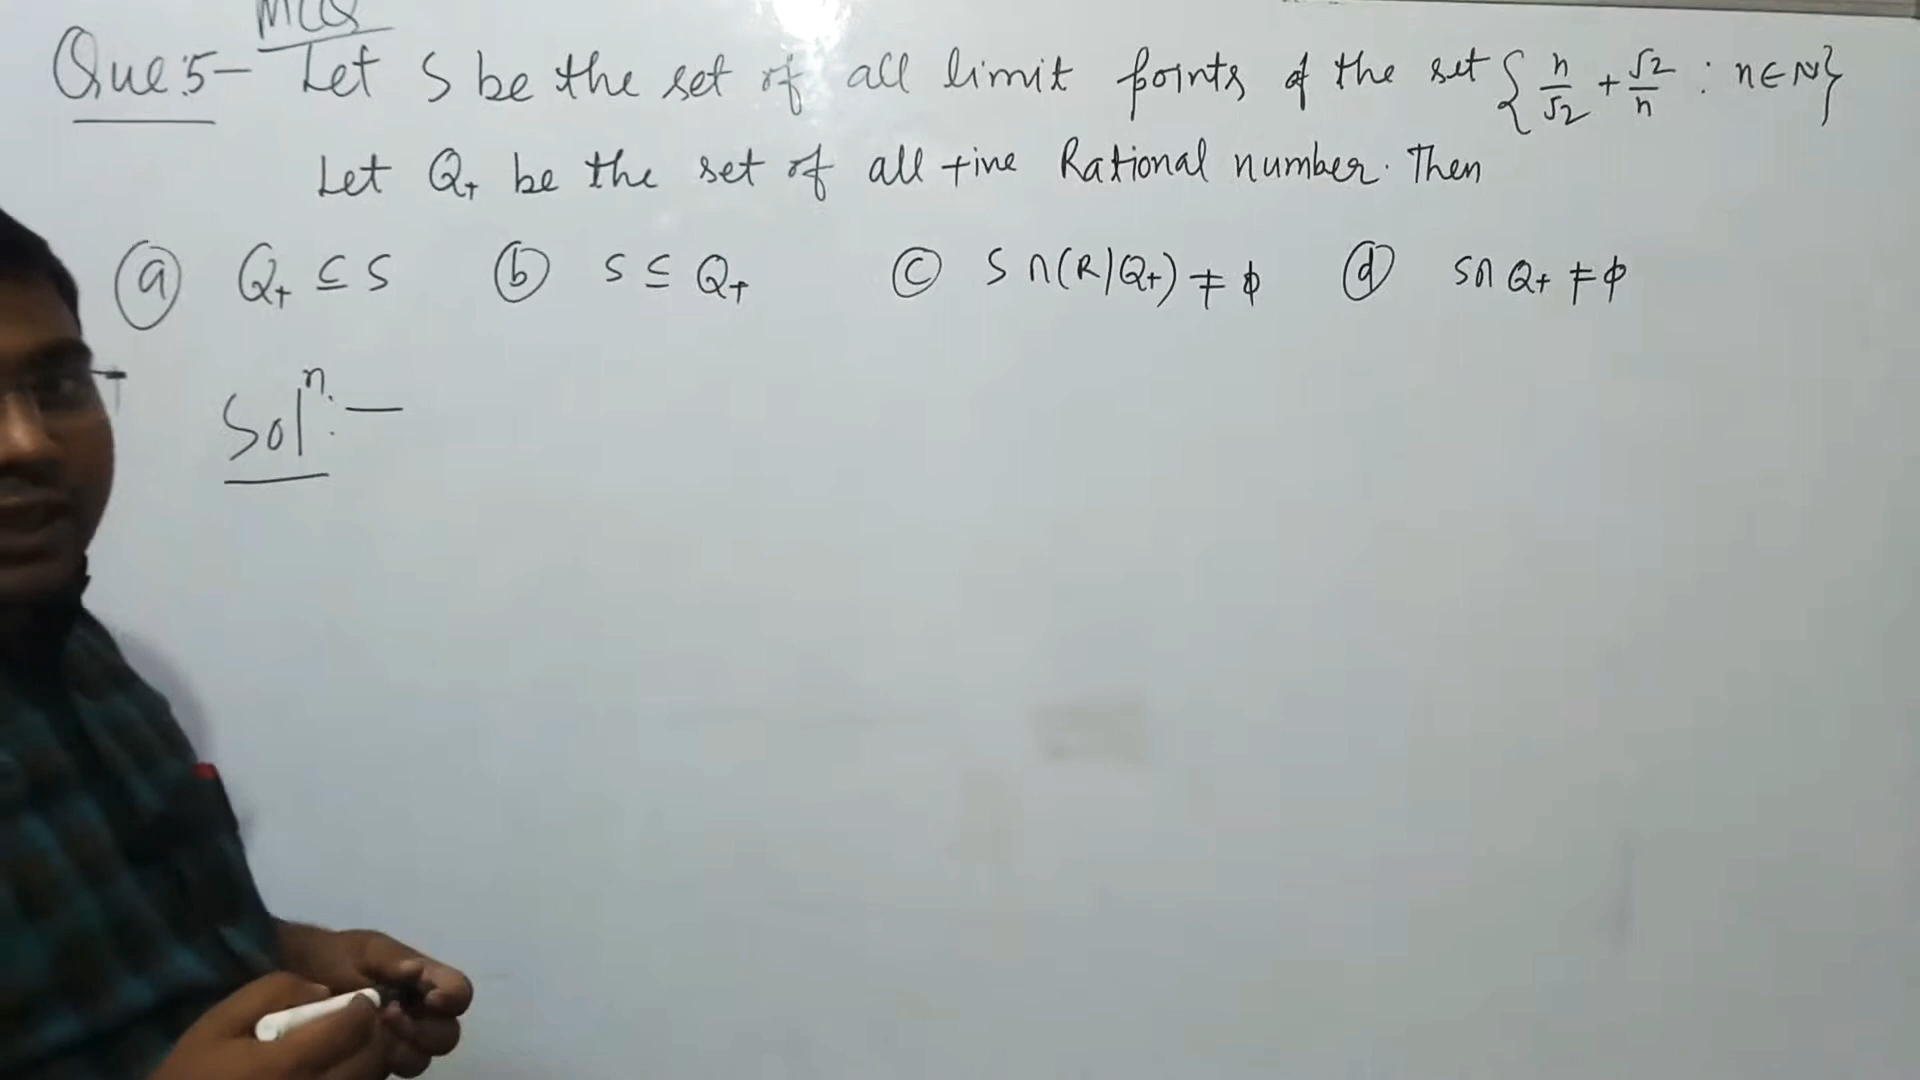 MCQ
Que:5- Let S be the set of all limit points of the set {n/√2 + √2/n : n∈N}
Let Q₊ be the set of all +ive Rational number. Then
(a) Q₊ ⊆ S (b) S ⊆ Q₊ (c) S∩(R|Q₊) ≠ ϕ (d) S∩Q₊ ≠ ϕ
Solⁿ:-